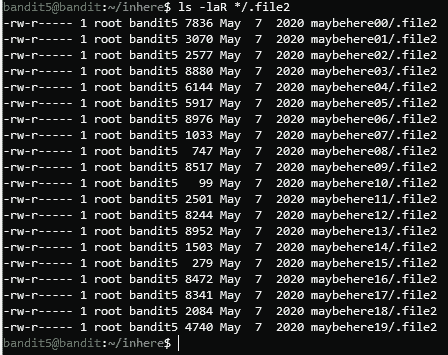 bandit5@bandit:~/inhere$ ls -laR */.file2
-rw-r----- 1 root bandit5 7836 May  7  2020 maybehere00/.file2
-rw-r----- 1 root bandit5 3070 May  7  2020 maybehere01/.file2
-rw-r----- 1 root bandit5 2577 May  7  2020 maybehere02/.file2
-rw-r----- 1 root bandit5 8880 May  7  2020 maybehere03/.file2
-rw-r----- 1 root bandit5 6144 May  7  2020 maybehere04/.file2
-rw-r----- 1 root bandit5 5917 May  7  2020 maybehere05/.file2
-rw-r----- 1 root bandit5 8976 May  7  2020 maybehere06/.file2
-rw-r----- 1 root bandit5 1033 May  7  2020 maybehere07/.file2
-rw-r----- 1 root bandit5  747 May  7  2020 maybehere08/.file2
-rw-r----- 1 root bandit5 8517 May  7  2020 maybehere09/.file2
-rw-r----- 1 root bandit5   99 May  7  2020 maybehere10/.file2
-rw-r----- 1 root bandit5 2501 May  7  2020 maybehere11/.file2
-rw-r----- 1 root bandit5 8244 May  7  2020 maybehere12/.file2
-rw-r----- 1 root bandit5 8952 May  7  2020 maybehere13/.file2
-rw-r----- 1 root bandit5 1503 May  7  2020 maybehere14/.file2
-rw-r----- 1 root bandit5  279 May  7  2020 maybehere15/.file2
-rw-r----- 1 root bandit5 8472 May  7  2020 maybehere16/.file2
-rw-r----- 1 root bandit5 8341 May  7  2020 maybehere17/.file2
-rw-r----- 1 root bandit5 2084 May  7  2020 maybehere18/.file2
-rw-r----- 1 root bandit5 4740 May  7  2020 maybehere19/.file2
bandit5@bandit:~/inhere$